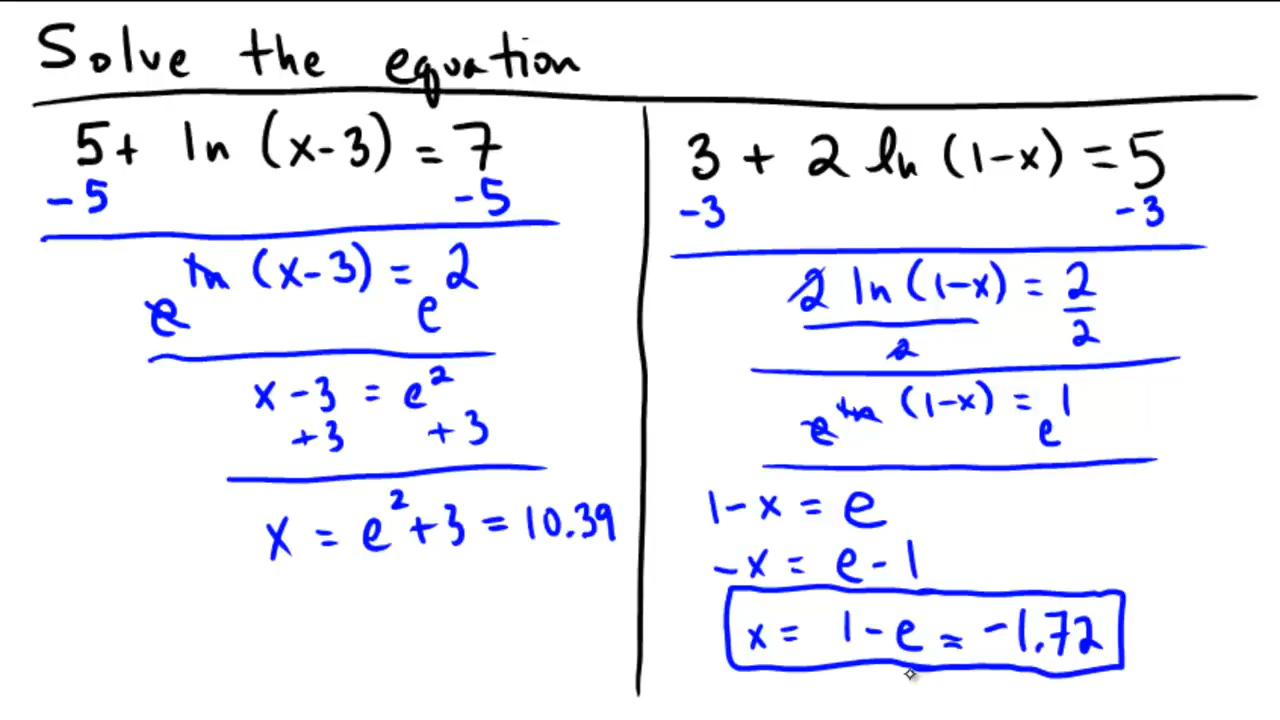 Solve the equation
5 + ln (x-3) = 7
-5 -5
e^ln (x-3) = e^2
x - 3 = e^2
+3 +3
x = e^2 + 3 = 10.39
3 + 2 ln (1-x) = 5
-3 -3
2 ln (1-x) = 2
2 2
e^ln (1-x) = e^1
1 - x = e
-x = e - 1
x = 1 - e ≈ -1.72